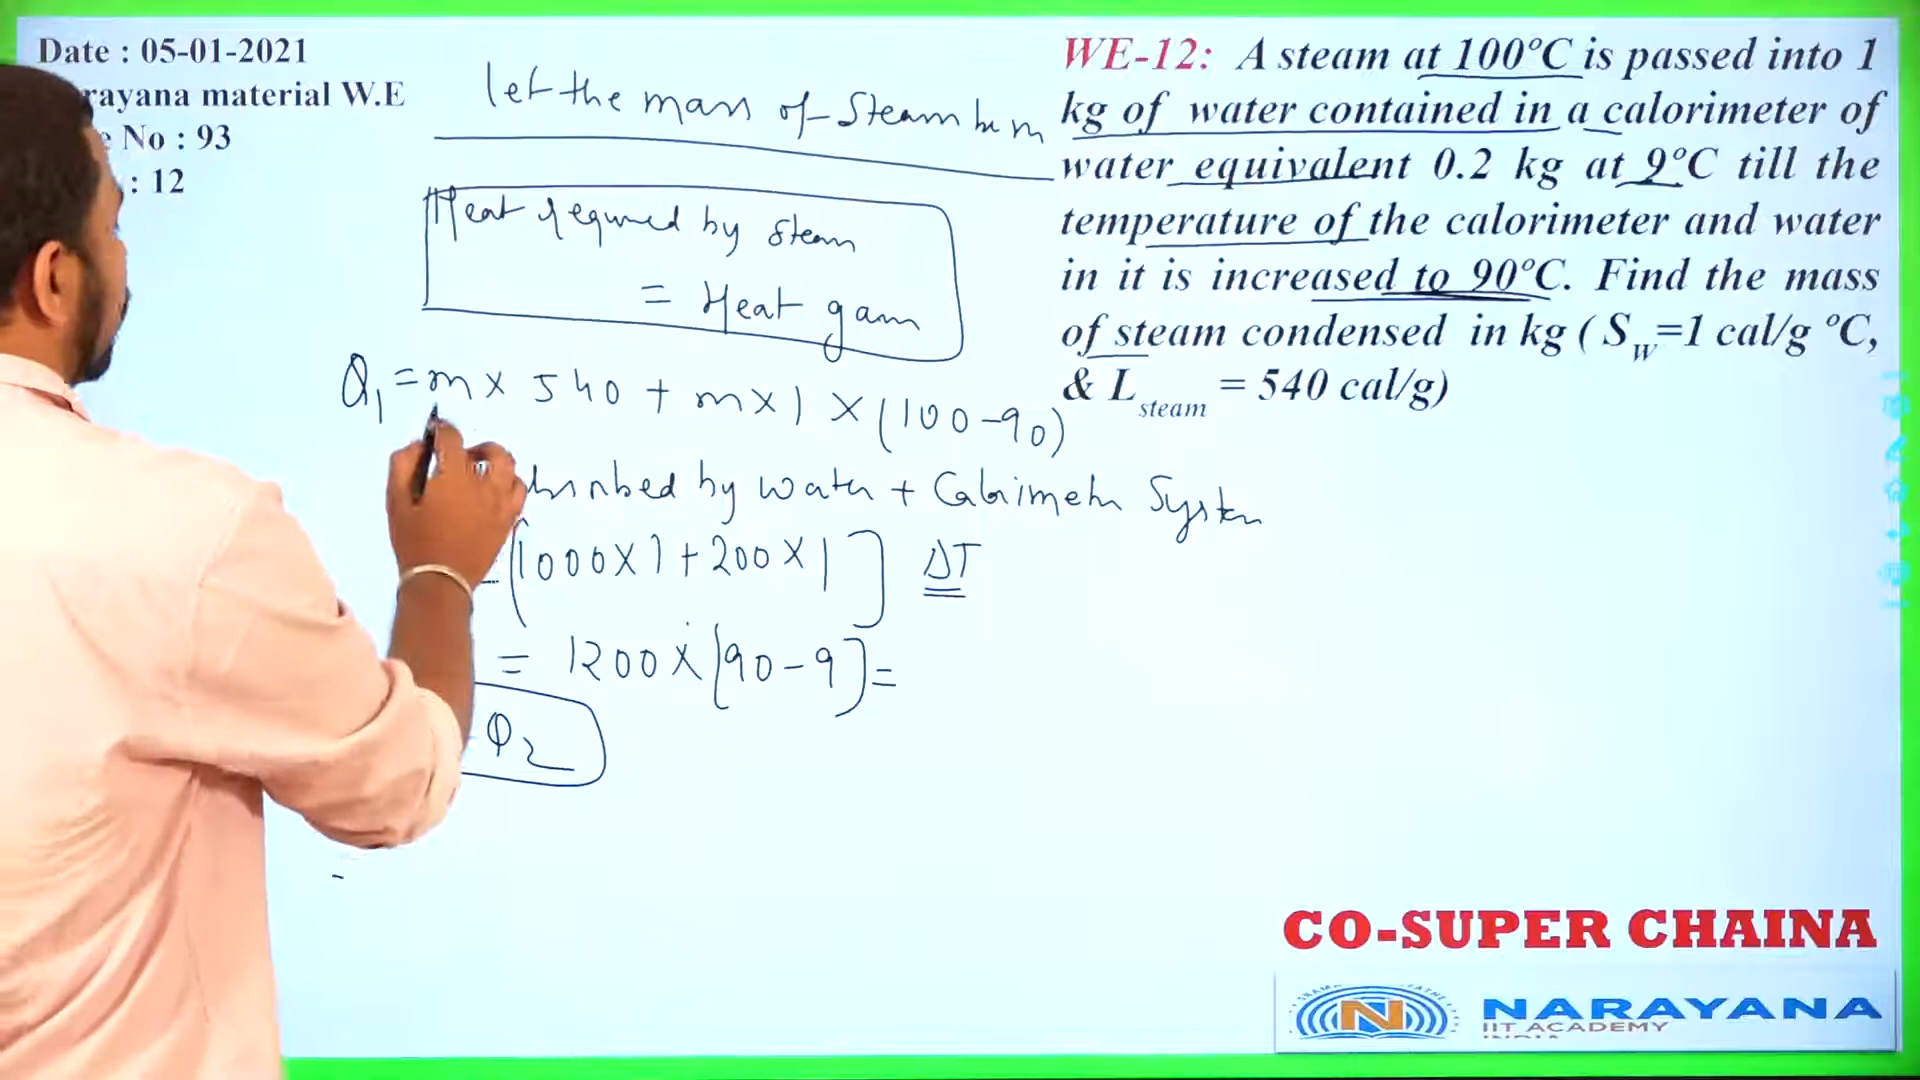 Date : 05-01-2021
rayana material W.E
No : 93
: 12
WE-12: A steam at 100°C is passed into 1
kg of water contained in a calorimeter of
water equivalent 0.2 kg at 9°C till the
temperature of the calorimeter and water
in it is increased to 90°C. Find the mass
of steam condensed in kg ( S_w=1 cal/g °C,
& L_steam = 540 cal/g)
let the mass of steam be m
Heat required by steam
= Heat gain
Q₁ = m × 540 + m × 1 × (100-90)
by water + Calorimeter System
= [1000 × 1 + 200 × 1] ΔT
= 1200 × [90 - 9] =
Q₂
CO-SUPER CHAINA
N
NARAYANA
IIT ACADEMY